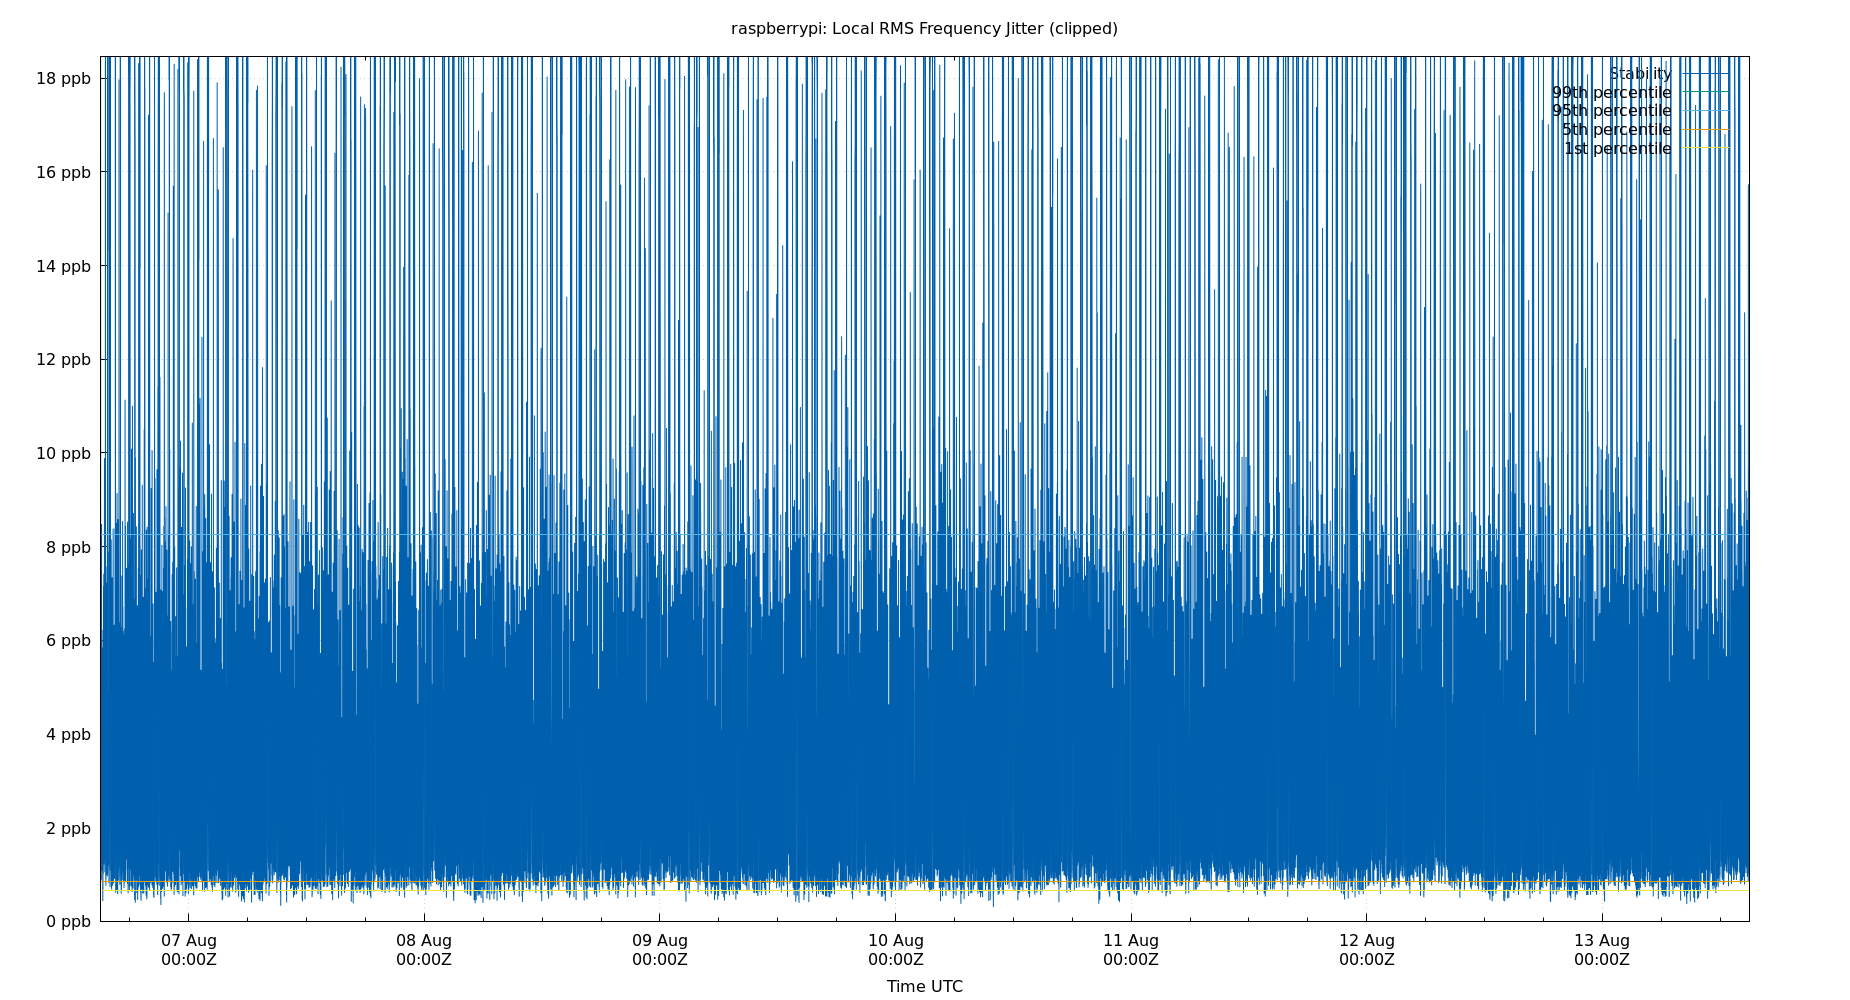 raspberrypi: Local RMS Frequency Jitter (clipped)
18 ppb
16 ppb
14 ppb
12 ppb
10 ppb
8 ppb
6 ppb
4 ppb
2 ppb
0 ppb
Stability
99th percentile
95th percentile
5th percentile
1st percentile
07 Aug
00:00Z
08 Aug
00:00Z
09 Aug
00:00Z
10 Aug
00:00Z
11 Aug
00:00Z
12 Aug
00:00Z
13 Aug
00:00Z
Time UTC